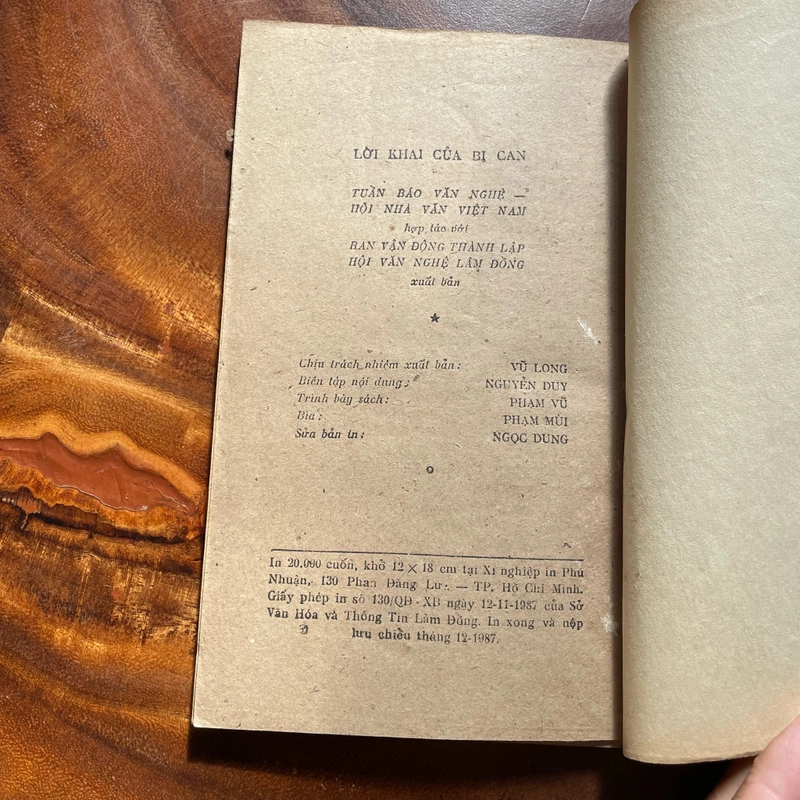 LỜI KHAI CỦA BỊ CAN
TUẦN BÁO VĂN NGHỆ —
HỘI NHÀ VĂN VIỆT NAM
hợp tác với
BAN VẬN ĐỘNG THÀNH LẬP
HỘI VĂN NGHỆ LÂM ĐỒNG
xuất bản
Chịu trách nhiệm xuất bản: VŨ LONG
Biên tập nội dung: NGUYỄN DUY
Trình bày sách: PHẠM VŨ
Bìa: PHẠM MÙI
Sửa bản in: NGỌC DUNG
In 20.000 cuốn, khổ 12 × 18 cm tại Xí nghiệp in Phú
Nhuận, 130 Phan Đăng Lưu. — TP. Hồ Chí Minh.
Giấy phép in số 130/QĐ-XB ngày 12-11-1987 của Sở
Văn Hóa và Thông Tin Lâm Đồng. In xong và nộp
lưu chiểu tháng 12-1987.